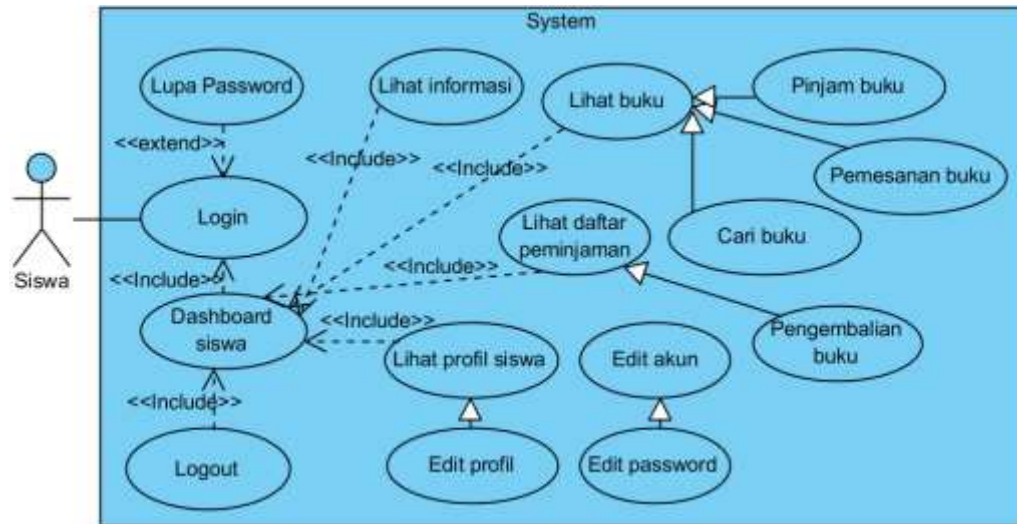 System
Lupa Password
Lihat informasi
Lihat buku
Pinjam buku
<<extend>>
<<Include>>
<<Include>>
Pemesanan buku
Login
Lihat daftar
peminjaman
Cari buku
Siswa
<<Include>>
<<Include>>
Dashboard
siswa
<<Include>>
Pengembalian
buku
Lihat profil siswa
Edit akun
<<Include>>
Logout
Edit profil
Edit password